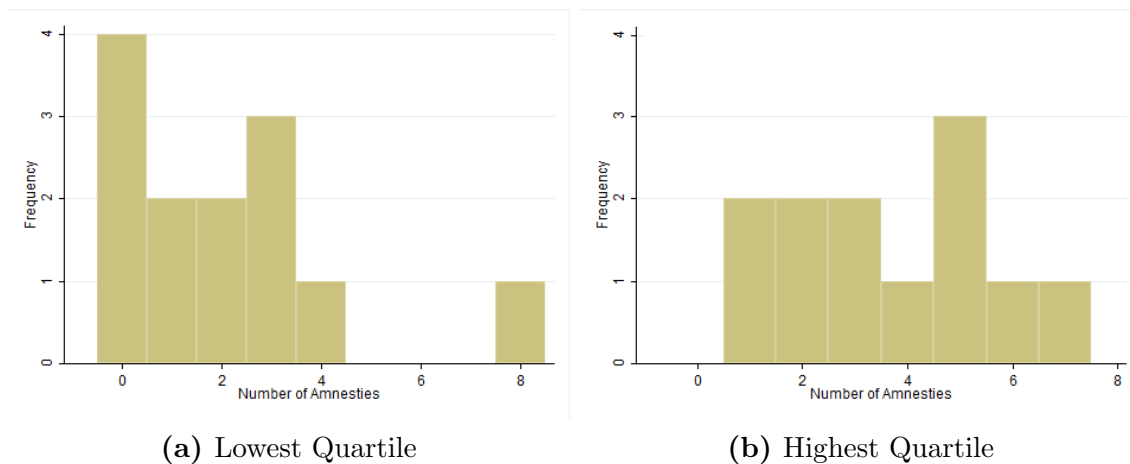 4
3
2
1
0
Frequency
0 2 4 6 8
Number of Amnesties
(a) Lowest Quartile
4
3
2
1
0
Frequency
0 2 4 6 8
Number of Amnesties
(b) Highest Quartile